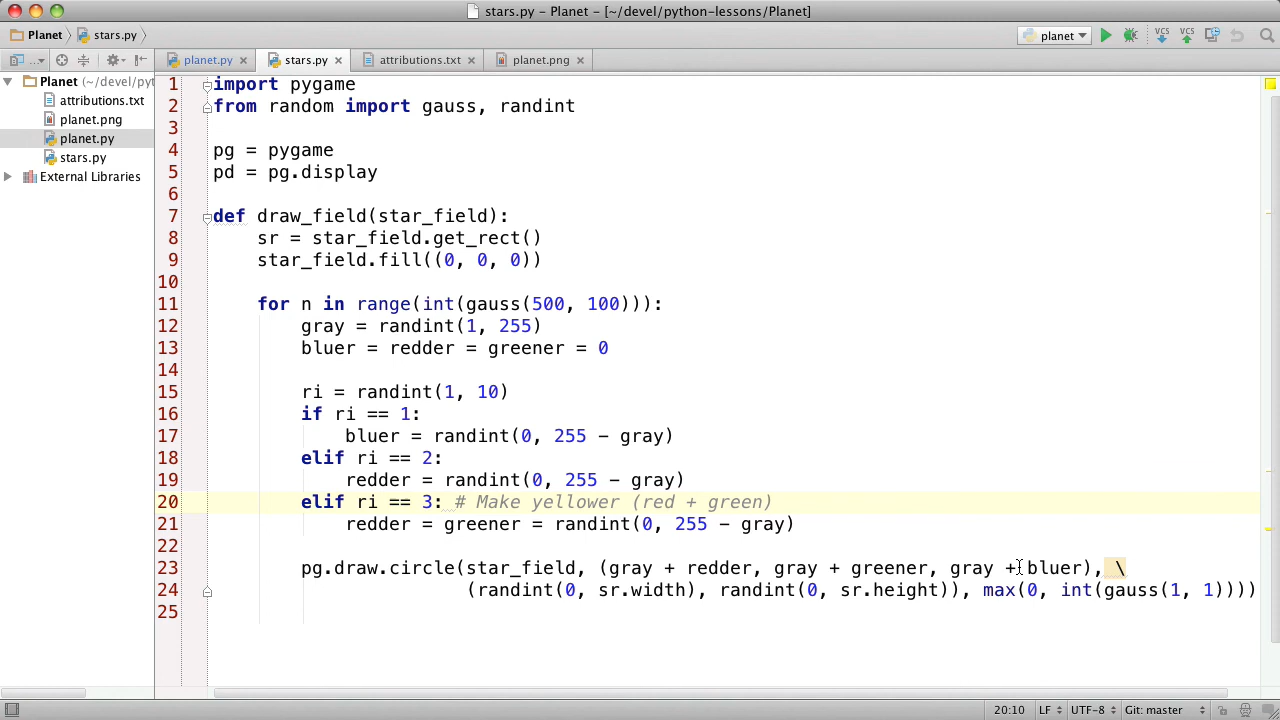 stars.py – Planet – [~/devel/python-lessons/Planet]
Planet stars.py planet
... planet.py stars.py attributions.txt planet.png
Planet (~/devel/pyt
attributions.txt
planet.png
planet.py
stars.py
External Libraries
1 import pygame
2 from random import gauss, randint
3
4 pg = pygame
5 pd = pg.display
6
7 def draw_field(star_field):
8 sr = star_field.get_rect()
9 star_field.fill((0, 0, 0))
10
11 for n in range(int(gauss(500, 100))):
12 gray = randint(1, 255)
13 bluer = redder = greener = 0
14
15 ri = randint(1, 10)
16 if ri == 1:
17 bluer = randint(0, 255 - gray)
18 elif ri == 2:
19 redder = randint(0, 255 - gray)
20 elif ri == 3: # Make yellower (red + green)
21 redder = greener = randint(0, 255 - gray)
22
23 pg.draw.circle(star_field, (gray + redder, gray + greener, gray + bluer), \
24 (randint(0, sr.width), randint(0, sr.height)), max(0, int(gauss(1, 1))))
25
20:10 LF UTF-8 Git: master
VCS VCS